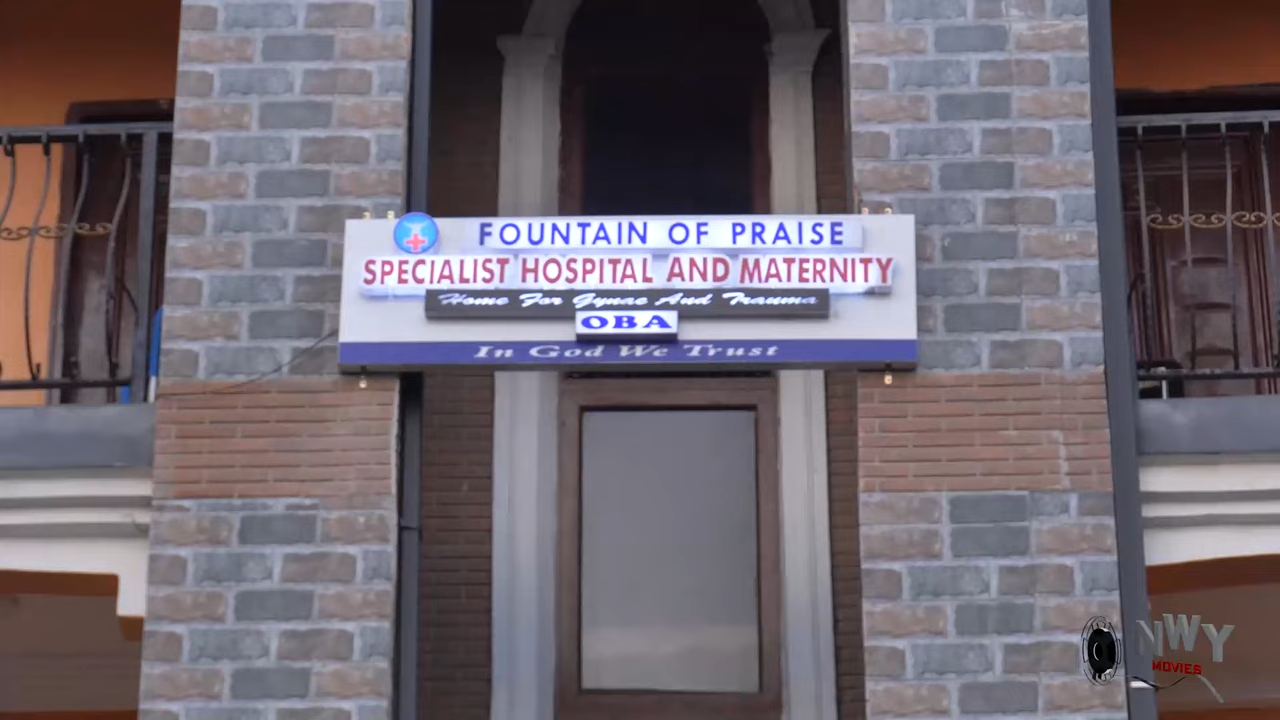 FOUNTAIN OF PRAISE
SPECIALIST HOSPITAL AND MATERNITY
Home For Gynae And Trauma
OBA
In God We Trust
NWY
MOVIES